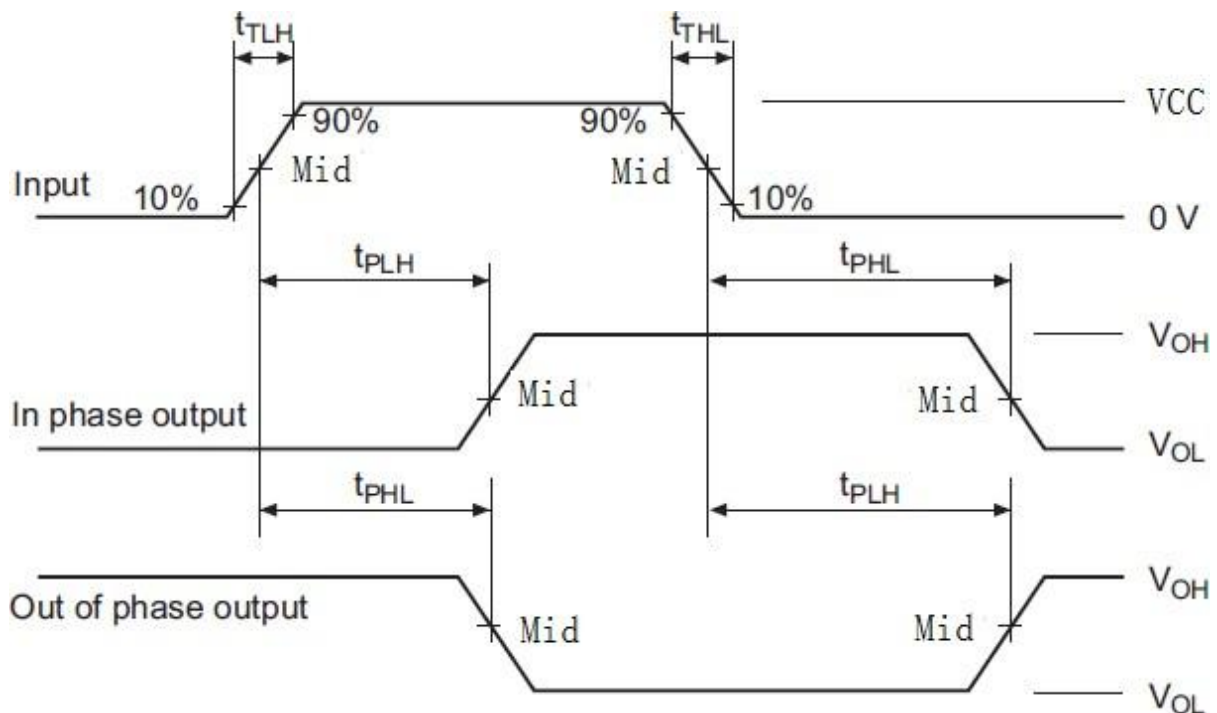 tTLH
tTHL
VCC
90%
90%
Mid
Mid
Input
10%
10%
0 V
tPLH
tPHL
VOH
Mid
Mid
In phase output
VOL
tPHL
tPLH
VOH
Out of phase output
Mid
Mid
VOL